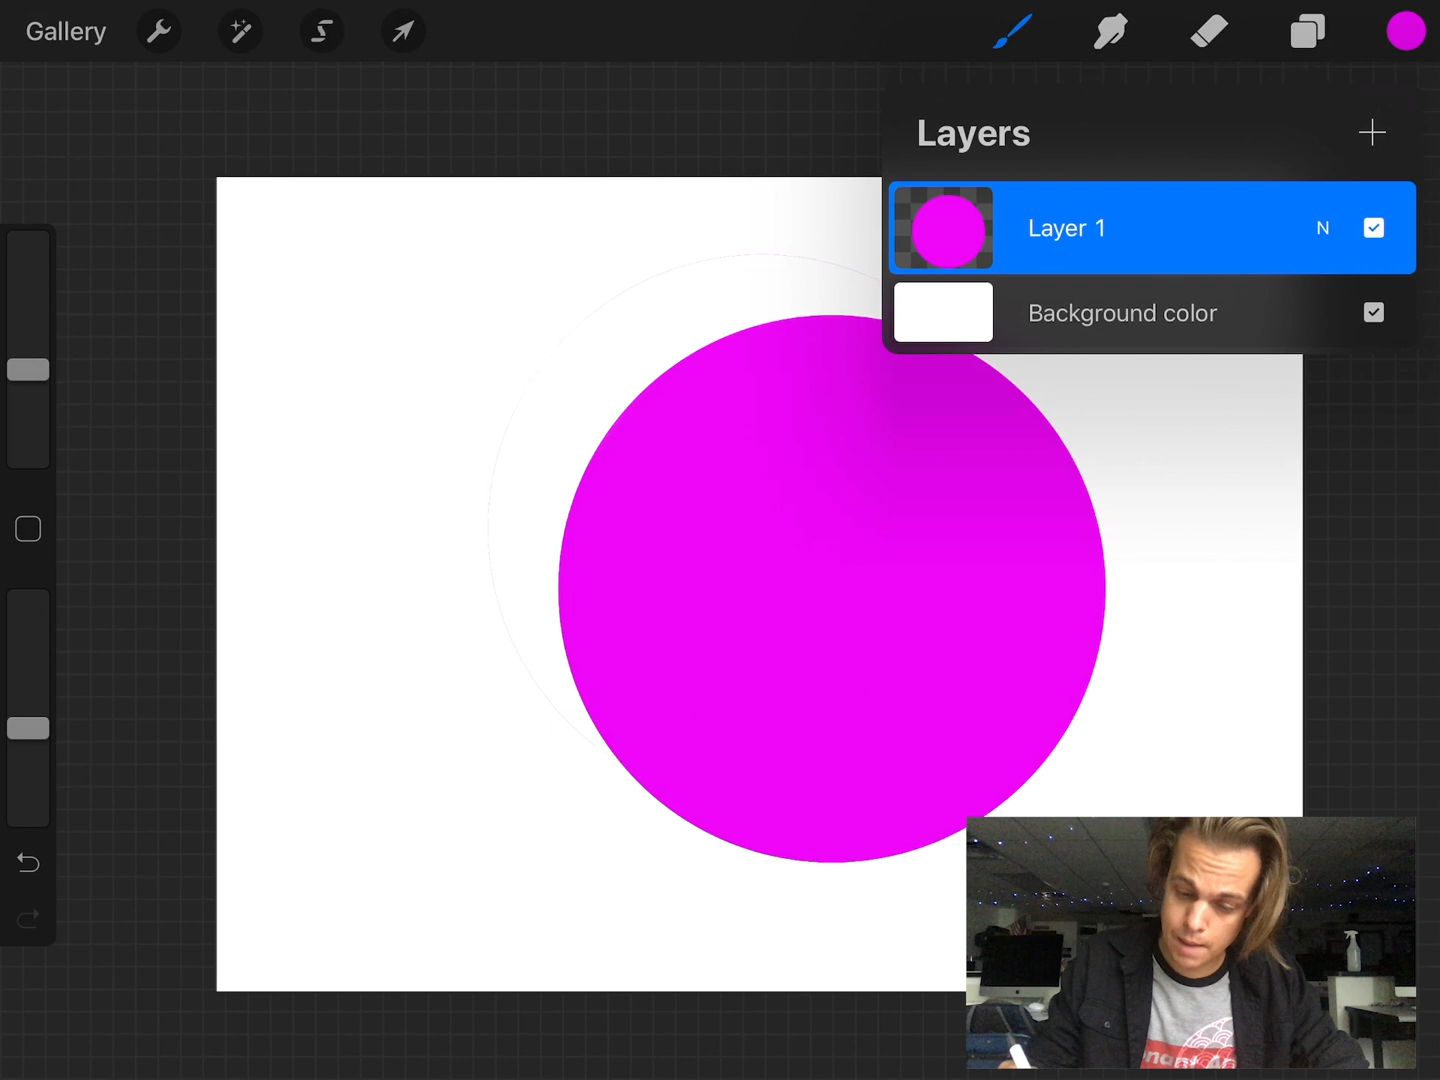 Gallery
Layers
Layer 1
N
Background color